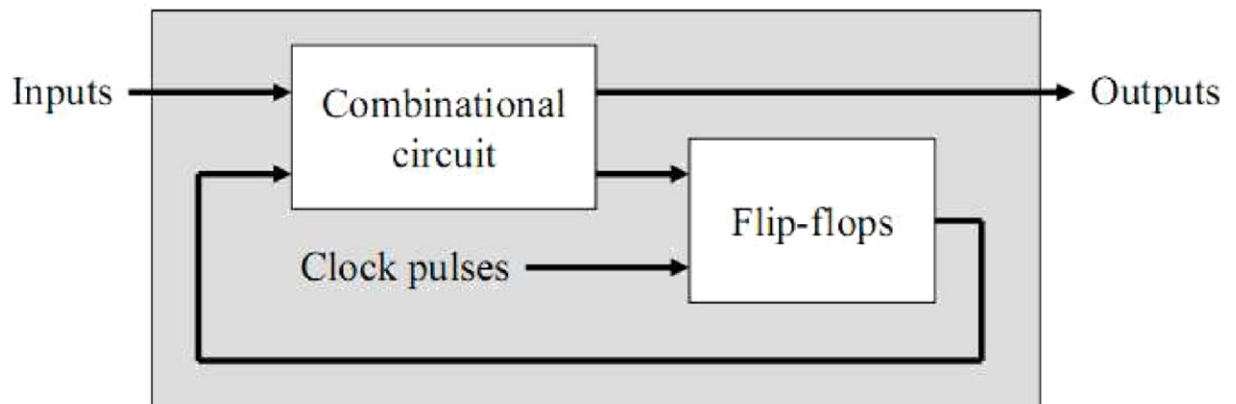 Inputs
Combinational
circuit
Outputs
Flip-flops
Clock pulses